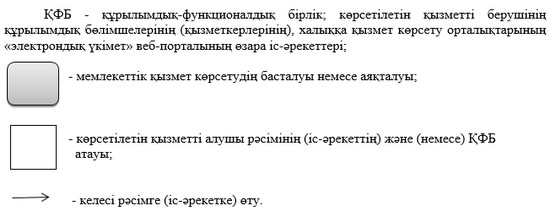 ҚФБ - құрылымдық-функционалдық бірлік; көрсетілетін қызметті берушінің
құрылымдық бөлімшелерінің (қызметкерлерінің), халыққа қызмет көрсету орталықтарының
«электрондық үкімет» веб-порталының өзара іс-әрекеттері;
- мемлекеттік қызмет көрсетудің басталуы немесе аяқталуы;
- көрсетілетін қызметті алушы рәсімінің (іс-әрекеттің) және (немесе) ҚФБ
атауы;
- келесі рәсімге (іс-әрекетке) өту.